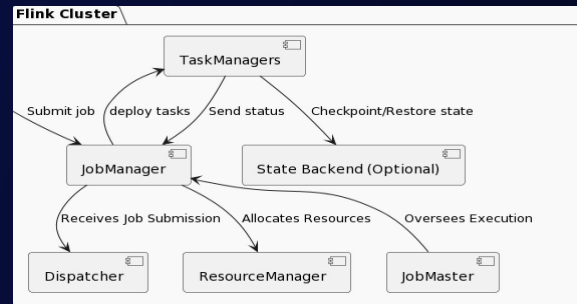 Flink Cluster
TaskManagers
Submit job
deploy tasks
Send status
Checkpoint/Restore state
JobManager
State Backend (Optional)
Receives Job Submission
Allocates Resources
Oversees Execution
Dispatcher
ResourceManager
JobMaster